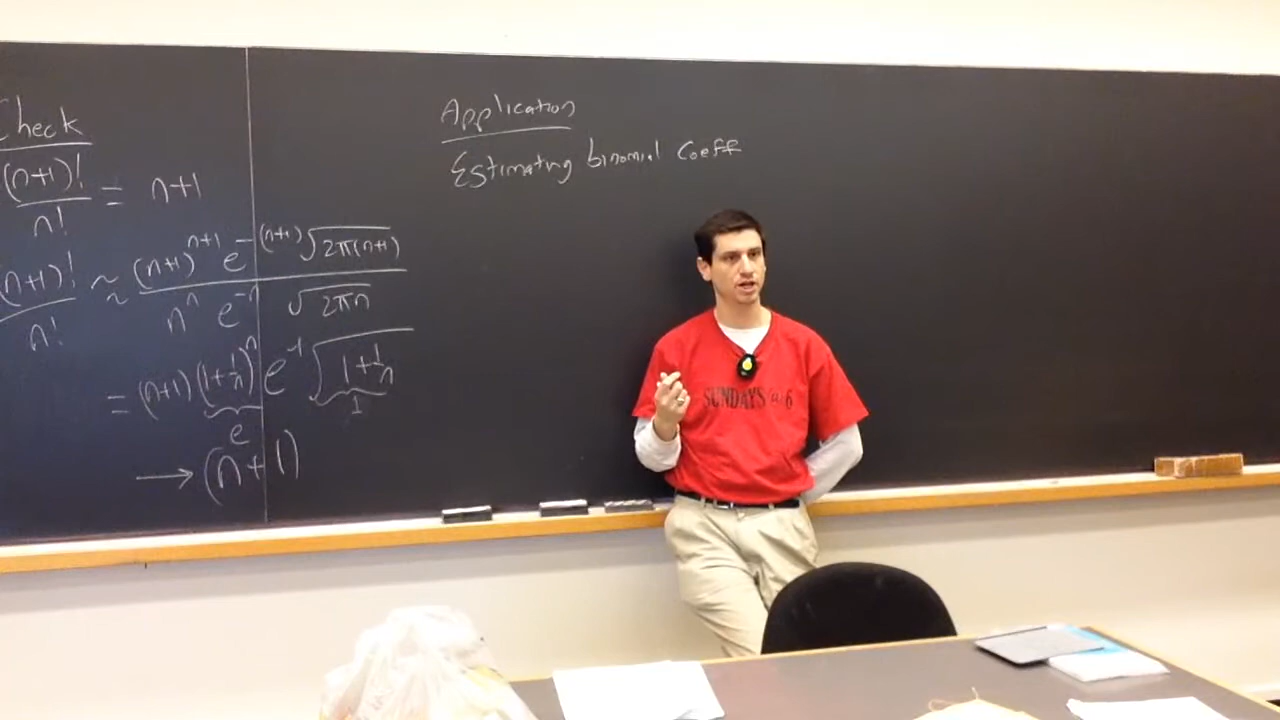 Check
(n+1)!/n! = n+1
(n+1)!/n! ≈ (n+1)^(n+1) e^-(n+1) √(2π(n+1)) / n^n e^-n √(2πn)
= (n+1) (1+1/n)^n e^-1 √(1+1/n)
e 1
→ (n+1)
Application
Estimating binomial coeff
SUNDAYS @ 6